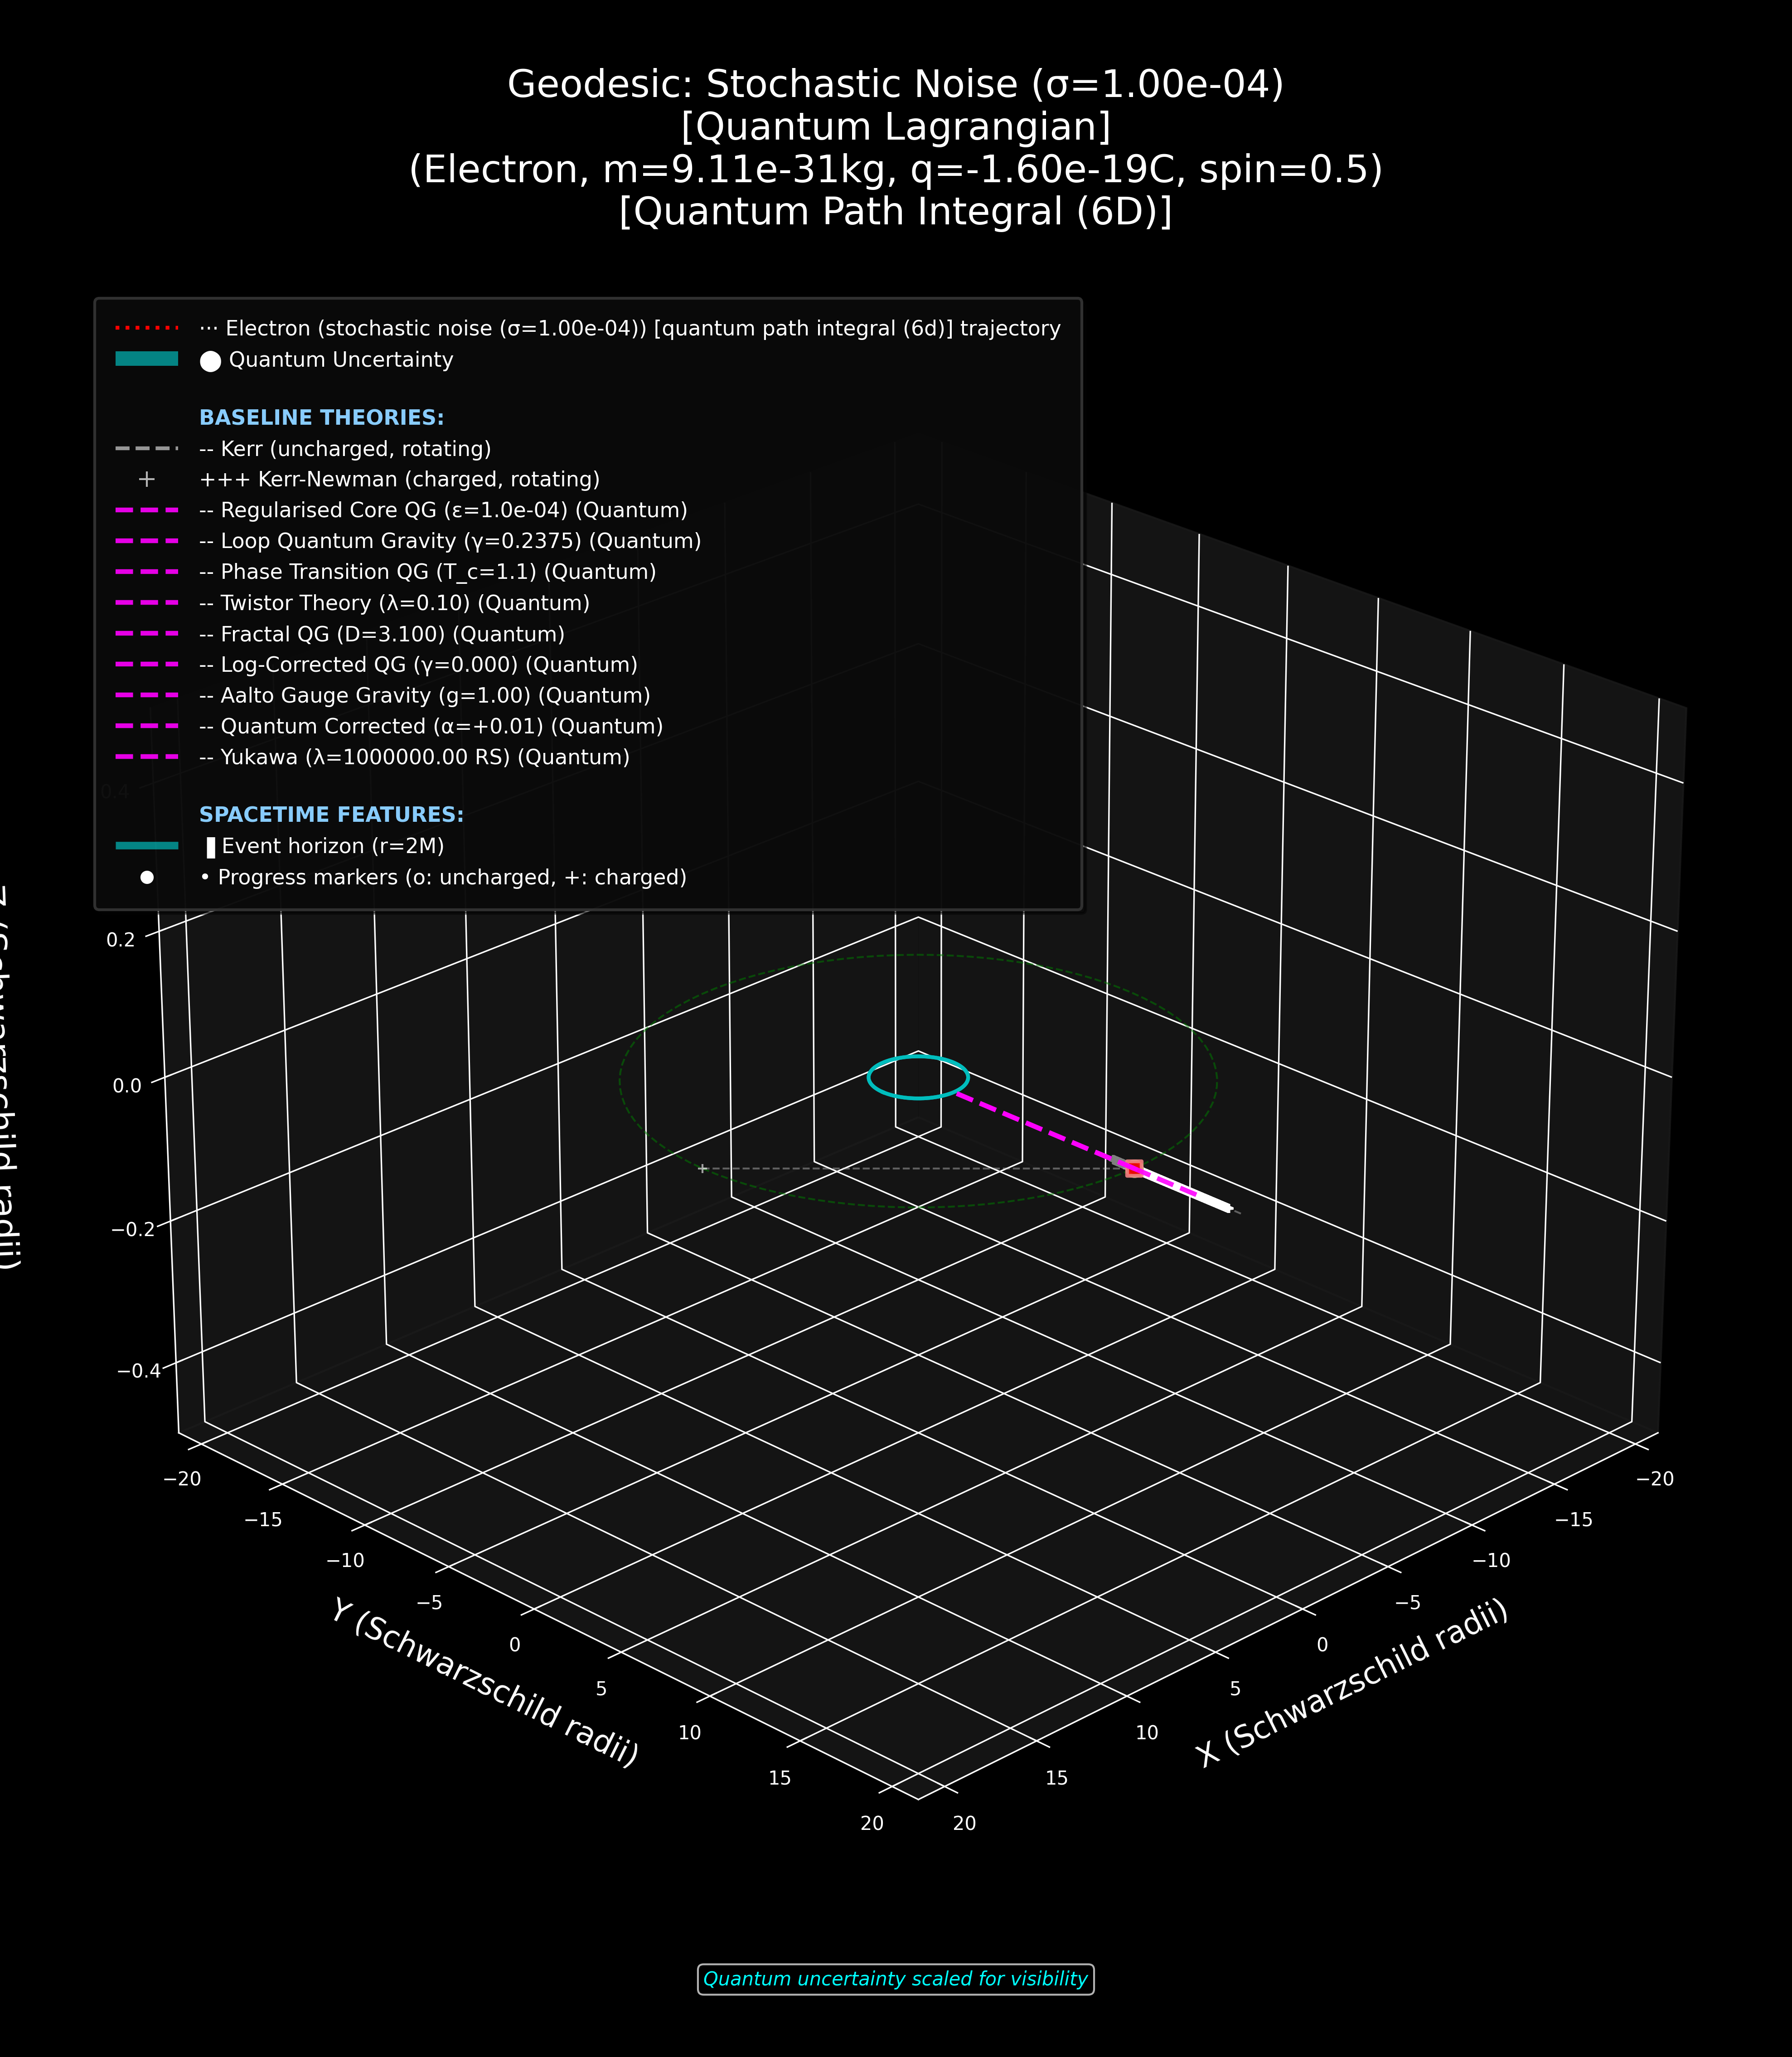 Geodesic: Stochastic Noise (σ=1.00e-04)
[Quantum Lagrangian]
(Electron, m=9.11e-31kg, q=-1.60e-19C, spin=0.5)
[Quantum Path Integral (6D)]
··· Electron (stochastic noise (σ=1.00e-04)) [quantum path integral (6d)] trajectory
● Quantum Uncertainty
BASELINE THEORIES:
-- Kerr (uncharged, rotating)
+++ Kerr-Newman (charged, rotating)
-- Regularised Core QG (ε=1.0e-04) (Quantum)
-- Loop Quantum Gravity (γ=0.2375) (Quantum)
-- Phase Transition QG (T_c=1.1) (Quantum)
-- Twistor Theory (λ=0.10) (Quantum)
-- Fractal QG (D=3.100) (Quantum)
-- Log-Corrected QG (γ=0.000) (Quantum)
-- Aalto Gauge Gravity (g=1.00) (Quantum)
-- Quantum Corrected (α=+0.01) (Quantum)
-- Yukawa (λ=1000000.00 RS) (Quantum)
SPACETIME FEATURES:
▌Event horizon (r=2M)
• Progress markers (o: uncharged, +: charged)
0.4
0.2
0.0
−0.2
−0.4
Z (Schwarzschild radii)
−20
−15
−10
−5
0
5
10
15
20
Y (Schwarzschild radii)
−20
−15
−10
−5
0
5
10
15
20
X (Schwarzschild radii)
Quantum uncertainty scaled for visibility